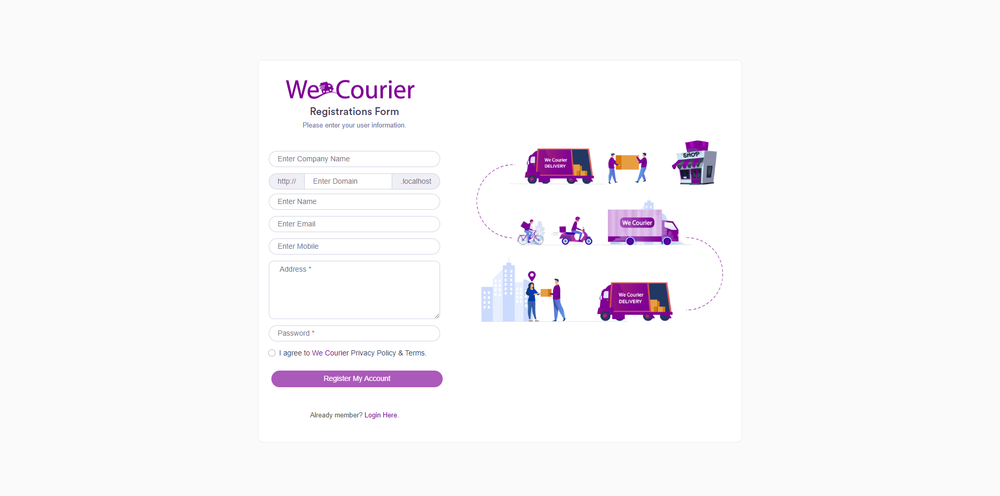 We Courier
Registrations Form
Please enter your user information.
Enter Company Name
http:// Enter Domain .localhost
Enter Name
Enter Email
Enter Mobile
Address *
Password *
I agree to We Courier Privacy Policy & Terms.
Register My Account
Already member? Login Here.
We Courier
DELIVERY
SHOP
We Courier
We Courier
DELIVERY